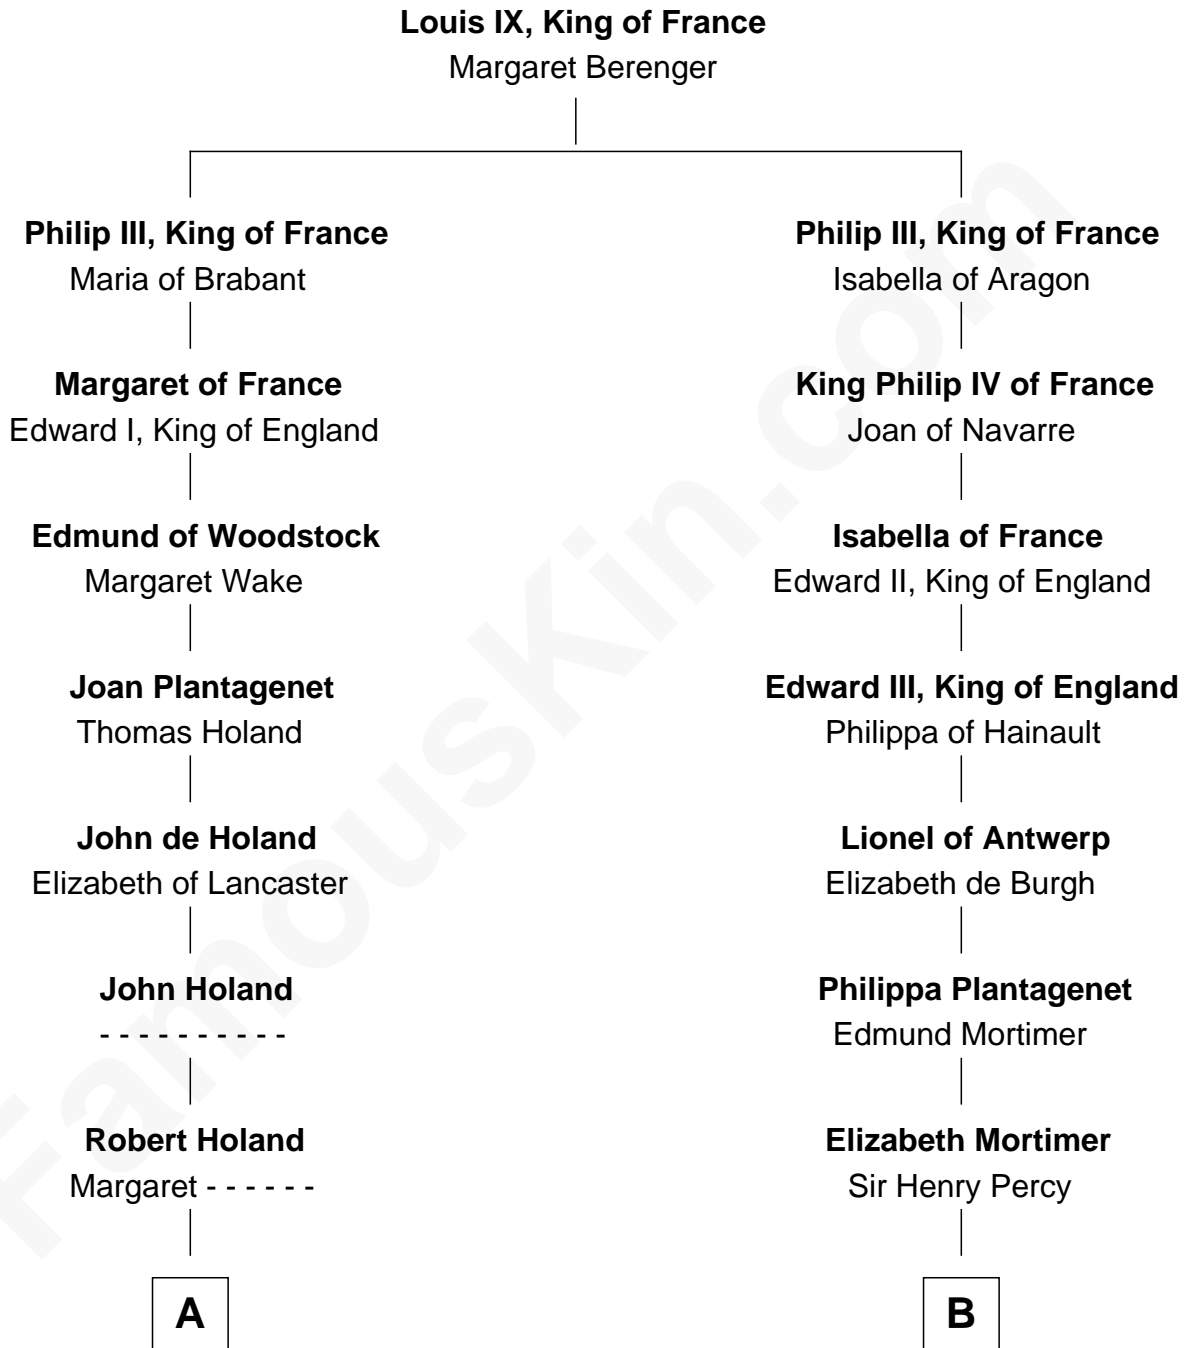 Louis IX, King of France
Margaret Berenger
Philip III, King of France
Maria of Brabant
Philip III, King of France
Isabella of Aragon
Margaret of France
Edward I, King of England
King Philip IV of France
Joan of Navarre
Edmund of Woodstock
Margaret Wake
Isabella of France
Edward II, King of England
Joan Plantagenet
Thomas Holand
Edward III, King of England
Philippa of Hainault
John de Holand
Elizabeth of Lancaster
Lionel of Antwerp
Elizabeth de Burgh
John Holand
- - - - - - - - - -
Philippa Plantagenet
Edmund Mortimer
Robert Holand
Margaret - - - - - -
Elizabeth Mortimer
Sir Henry Percy
A
B
FamousKin.com